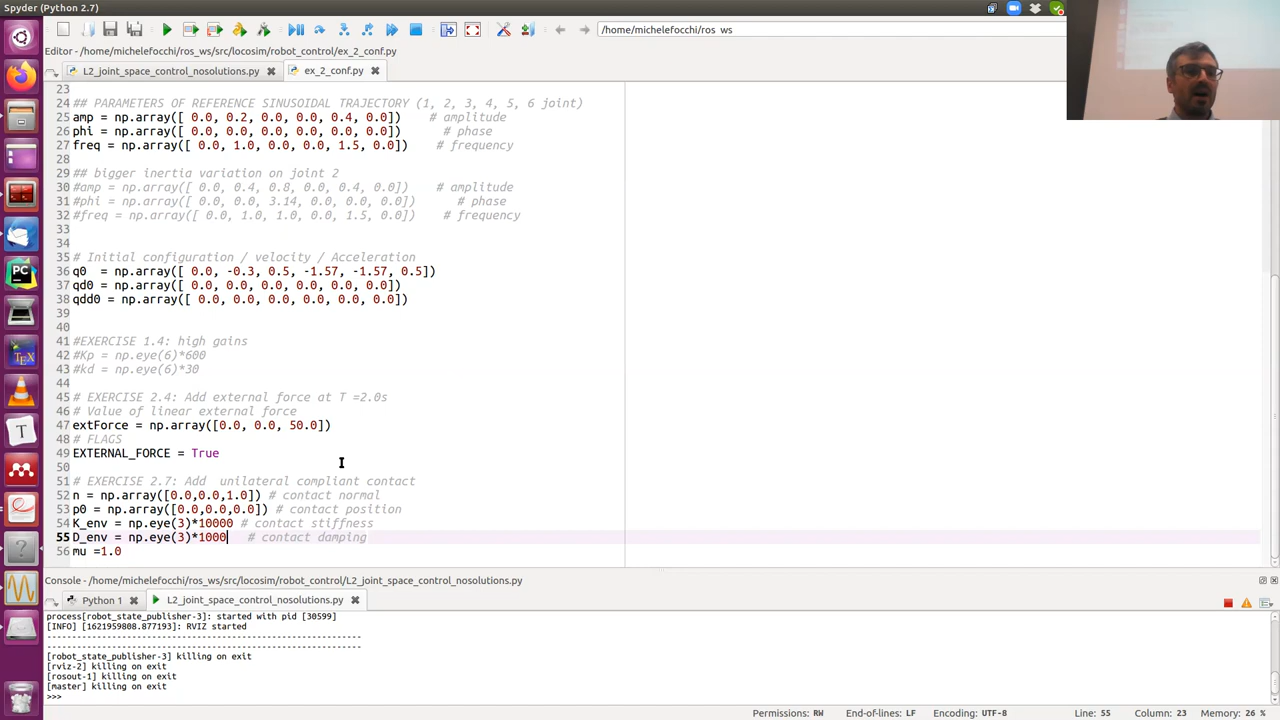 Spyder (Python 2.7)
/home/michelefocchi/ros_ws
Editor - /home/michelefocchi/ros_ws/src/locosim/robot_control/ex_2_conf.py
L2_joint_space_control_nosolutions.py
ex_2_conf.py
23
24 ## PARAMETERS OF REFERENCE SINUSOIDAL TRAJECTORY (1, 2, 3, 4, 5, 6 joint)
25 amp = np.array([ 0.0, 0.2, 0.0, 0.0, 0.4, 0.0]) # amplitude
26 phi = np.array([ 0.0, 0.0, 0.0, 0.0, 0.0, 0.0]) # phase
27 freq = np.array([ 0.0, 1.0, 0.0, 0.0, 1.5, 0.0]) # frequency
28
29 ## bigger inertia variation on joint 2
30 #amp = np.array([ 0.0, 0.4, 0.8, 0.0, 0.4, 0.0]) # amplitude
31 #phi = np.array([ 0.0, 0.0, 3.14, 0.0, 0.0, 0.0]) # phase
32 #freq = np.array([ 0.0, 1.0, 1.0, 0.0, 1.5, 0.0]) # frequency
33
34
35 # Initial configuration / velocity / Acceleration
36 q0 = np.array([ 0.0, -0.3, 0.5, -1.57, -1.57, 0.5])
37 qd0 = np.array([ 0.0, 0.0, 0.0, 0.0, 0.0, 0.0])
38 qdd0 = np.array([ 0.0, 0.0, 0.0, 0.0, 0.0, 0.0])
39
40
41 #EXERCISE 1.4: high gains
42 #Kp = np.eye(6)*600
43 #kd = np.eye(6)*30
44
45 # EXERCISE 2.4: Add external force at T =2.0s
46 # Value of linear external force
47 extForce = np.array([0.0, 0.0, 50.0])
48 # FLAGS
49 EXTERNAL_FORCE = True
50
51 # EXERCISE 2.7: Add unilateral compliant contact
52 n = np.array([0.0,0.0,1.0]) # contact normal
53 p0 = np.array([0.0,0.0,0.0]) # contact position
54 K_env = np.eye(3)*10000 # contact stiffness
55 D_env = np.eye(3)*1000 # contact damping
56 mu =1.0
Console - /home/michelefocchi/ros_ws/src/locosim/robot_control/L2_joint_space_control_nosolutions.py
Python 1
L2_joint_space_control_nosolutions.py
process[robot_state_publisher-3]: started with pid [30599]
[INFO] [1621959808.877193]: RVIZ started
--------------------------------------------------------------
--------------------------------------------------------------
[robot_state_publisher-3] killing on exit
[rviz-2] killing on exit
[rosout-1] killing on exit
[master] killing on exit
>>>
Permissions: RW End-of-lines: LF Encoding: UTF-8 Line: 55 Column: 23 Memory: 26 %
PC
TEX
T
?